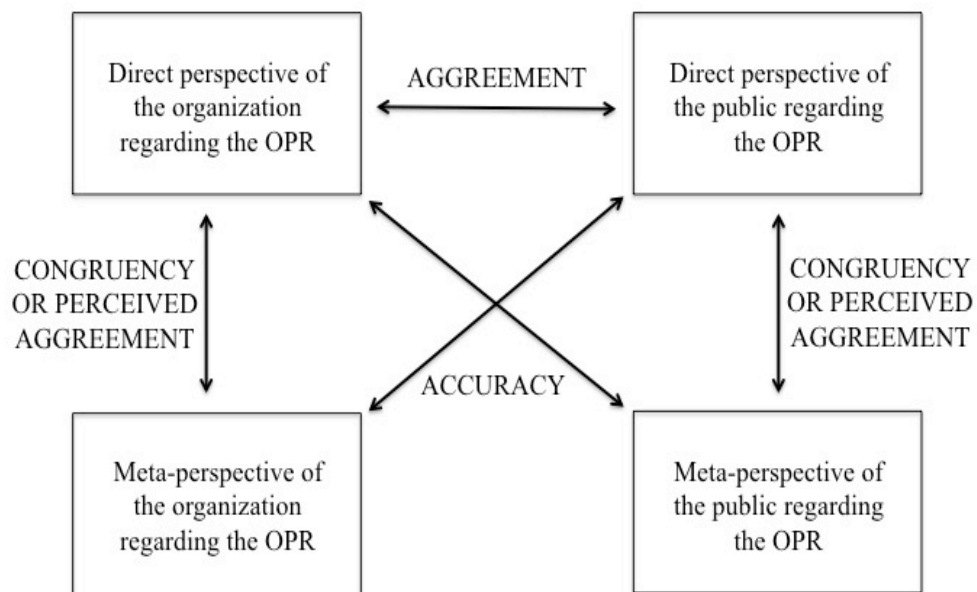 Direct perspective of
the organization
regarding the OPR
AGGREEMENT
Direct perspective of
the public regarding
the OPR
CONGRUENCY
OR PERCEIVED
AGGREEMENT
CONGRUENCY
OR PERCEIVED
AGGREEMENT
ACCURACY
Meta-perspective of
the organization
regarding the OPR
Meta-perspective of
the public regarding
the OPR